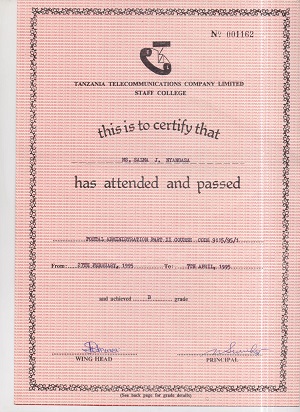 Nº 001162
TANZANIA TELECOMMUNICATIONS COMPANY LIMITED
STAFF COLLEGE
this is to certify that
MS. SALMA J. NTANDALA
has attended and passed
POSTAL ADMINISTRATION PART II COURSE CODE 9115/95/1
From: 27TH FEBRUARY, 1995 To: 7TH APRIL, 1995
and achieved B grade
WING HEAD PRINCIPAL
(See back page for grade details)